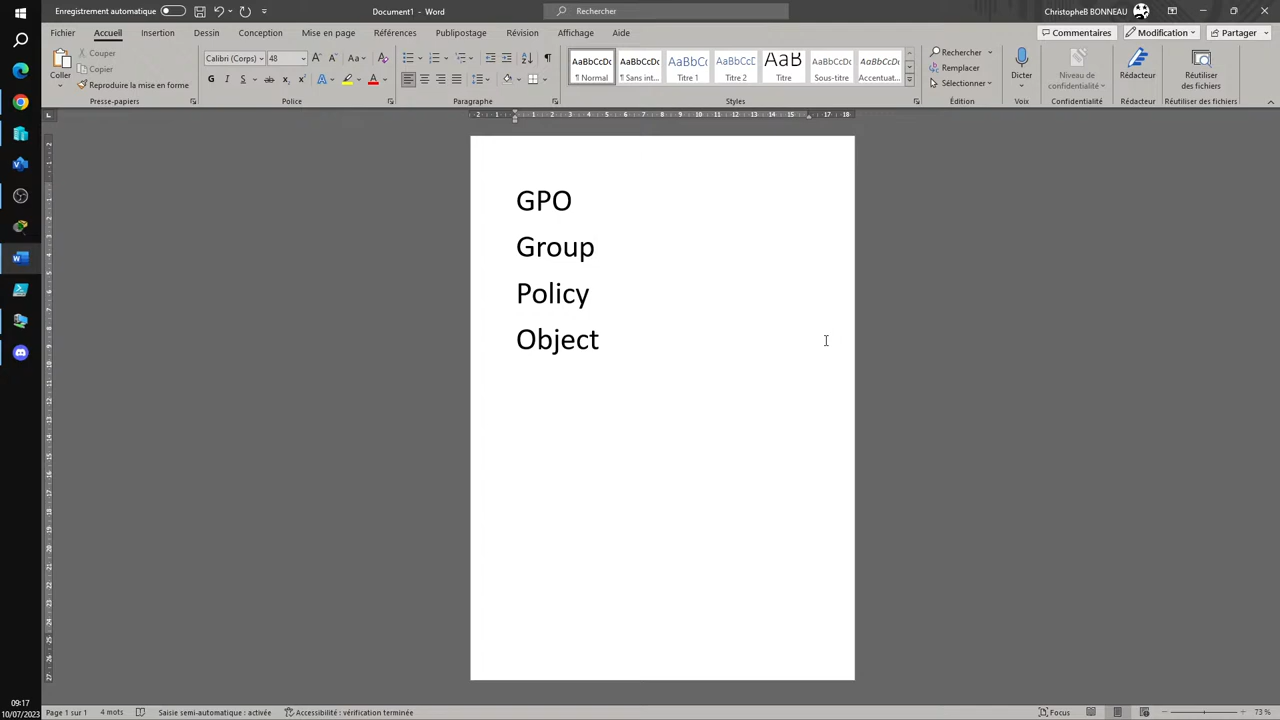 Enregistrement automatique
Document1 - Word
Rechercher
ChristopheB BONNEAU
Fichier Accueil Insertion Dessin Conception Mise en page Références Publipostage Révision Affichage Aide
Commentaires Modification Partager
Coller
Couper
Copier
Reproduire la mise en forme
Presse-papiers
Calibri (Corps) 48
Police
Paragraphe
AaBbCcDc AaBbCcDc AaBbCc AaBbCcC AaB AaBbCcC AaBbCcDc
¶ Normal ¶ Sans int... Titre 1 Titre 2 Titre Sous-titre Accentuat...
Styles
Rechercher
Remplacer
Sélectionner
Édition
Dicter
Voix
Niveau de
confidentialité
Confidentialité
Rédacteur
Rédacteur
Réutiliser
des fichiers
Réutiliser des fichiers
GPO
Group
Policy
Object
09:17
10/07/2023
Page 1 sur 1 4 mots Saisie semi-automatique : activée Accessibilité : vérification terminée Focus 73 %